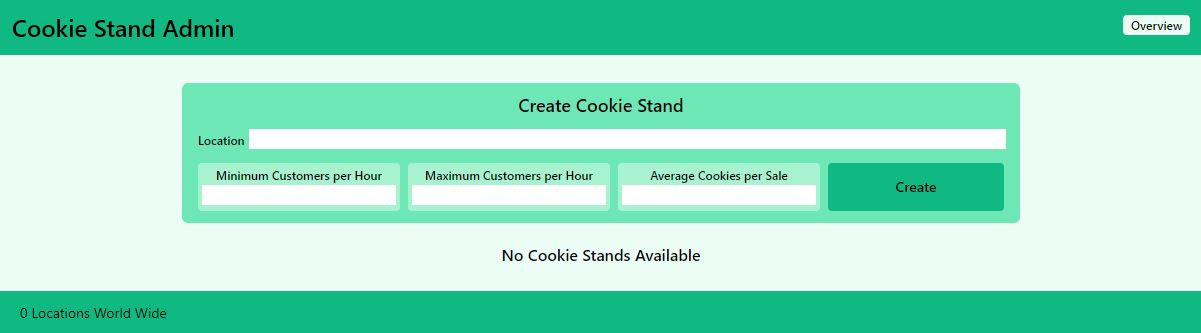 Cookie Stand Admin
Overview
Create Cookie Stand
Location
Minimum Customers per Hour
Maximum Customers per Hour
Average Cookies per Sale
Create
No Cookie Stands Available
0 Locations World Wide